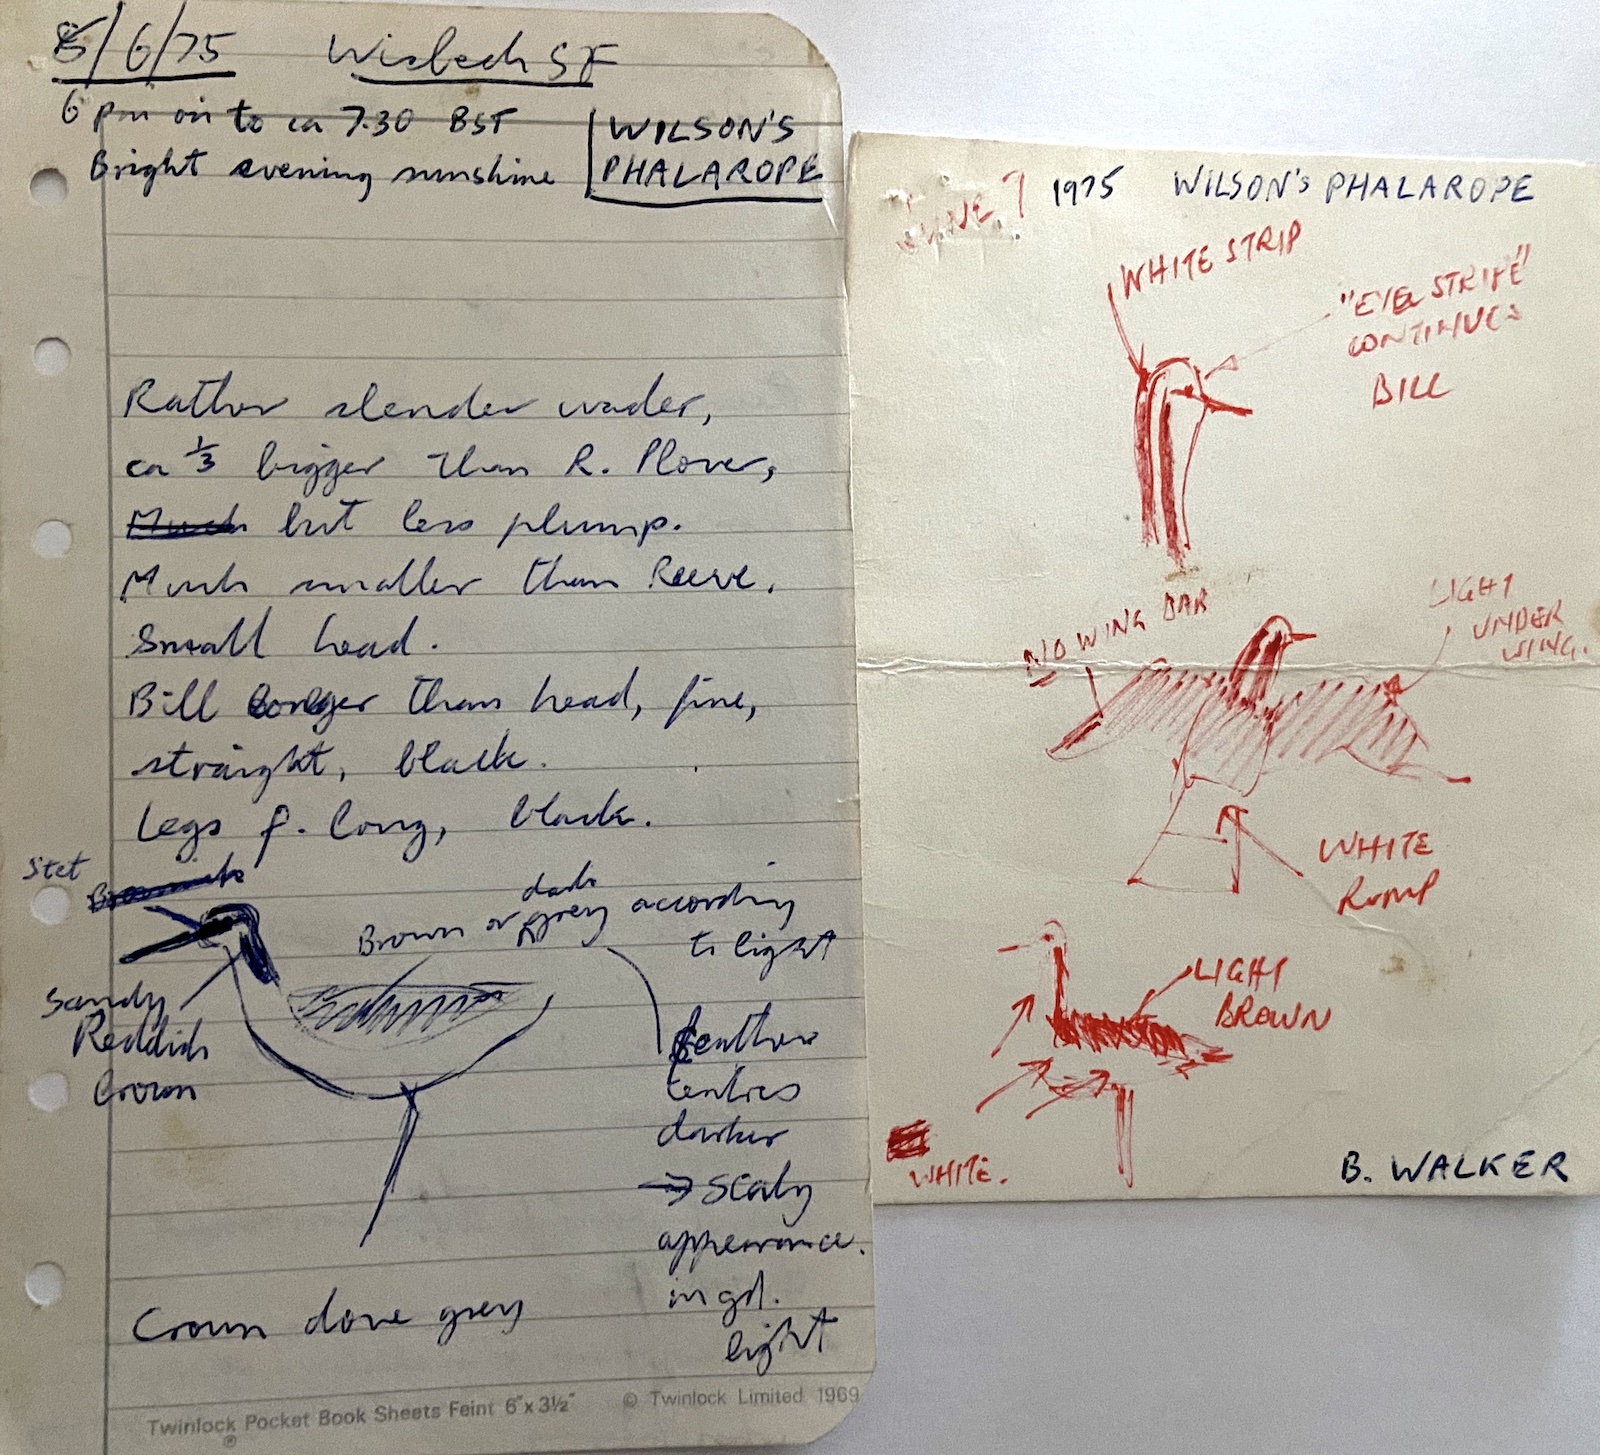 8/6/75 Wisbech SF
6 pm on to ca 7.30 BST
Bright evening sunshine
WILSON'S
PHALAROPE
Rather slender wader,
ca 1/3 bigger than R. Plover,
Much but less plump.
Much smaller than Reeve.
Small head.
Bill longer than head, fine,
straight, black.
Legs f. long, black.
Stet
Brown or dark grey according
to light
Sandy
Reddish
Brown
feather
centres
darker
→ scaly
appearance.
in gd.
light
Crown dove grey
Twinlock Pocket Book Sheets Feint 6"x 3½" © Twinlock Limited 1969
®
JUNE 7 1975 WILSON'S PHALAROPE
WHITE STRIP
"EYE STRIPE"
CONTINUES
BILL
NO WING BAR
LIGHT
UNDER
WING.
WHITE
RUMP
LIGHT
BROWN
WHITE.
B. WALKER